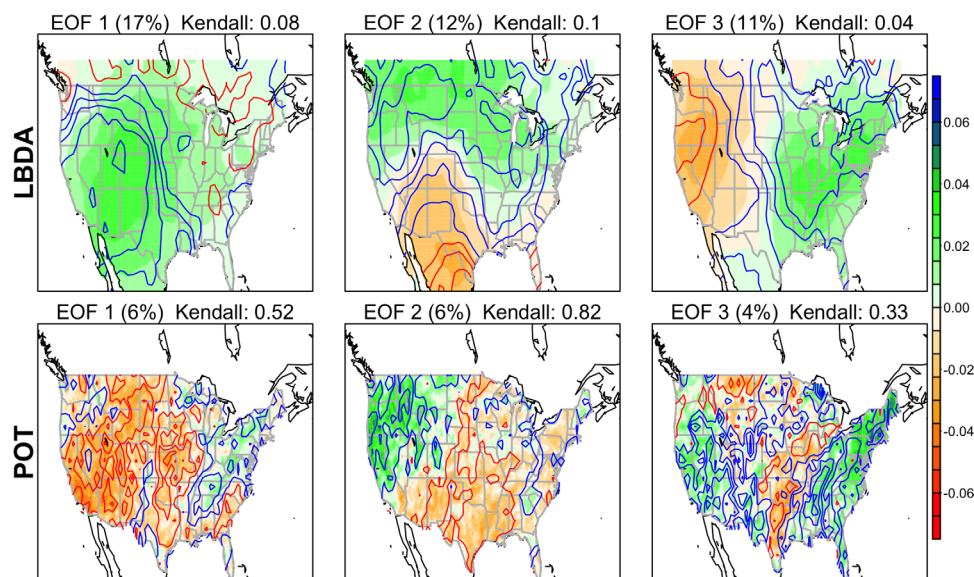 EOF 1 (17%) Kendall: 0.08
EOF 2 (12%) Kendall: 0.1
EOF 3 (11%) Kendall: 0.04
LBDA
EOF 1 (6%) Kendall: 0.52
EOF 2 (6%) Kendall: 0.82
EOF 3 (4%) Kendall: 0.33
POT
0.06
0.04
0.02
0.00
-0.02
-0.04
-0.06